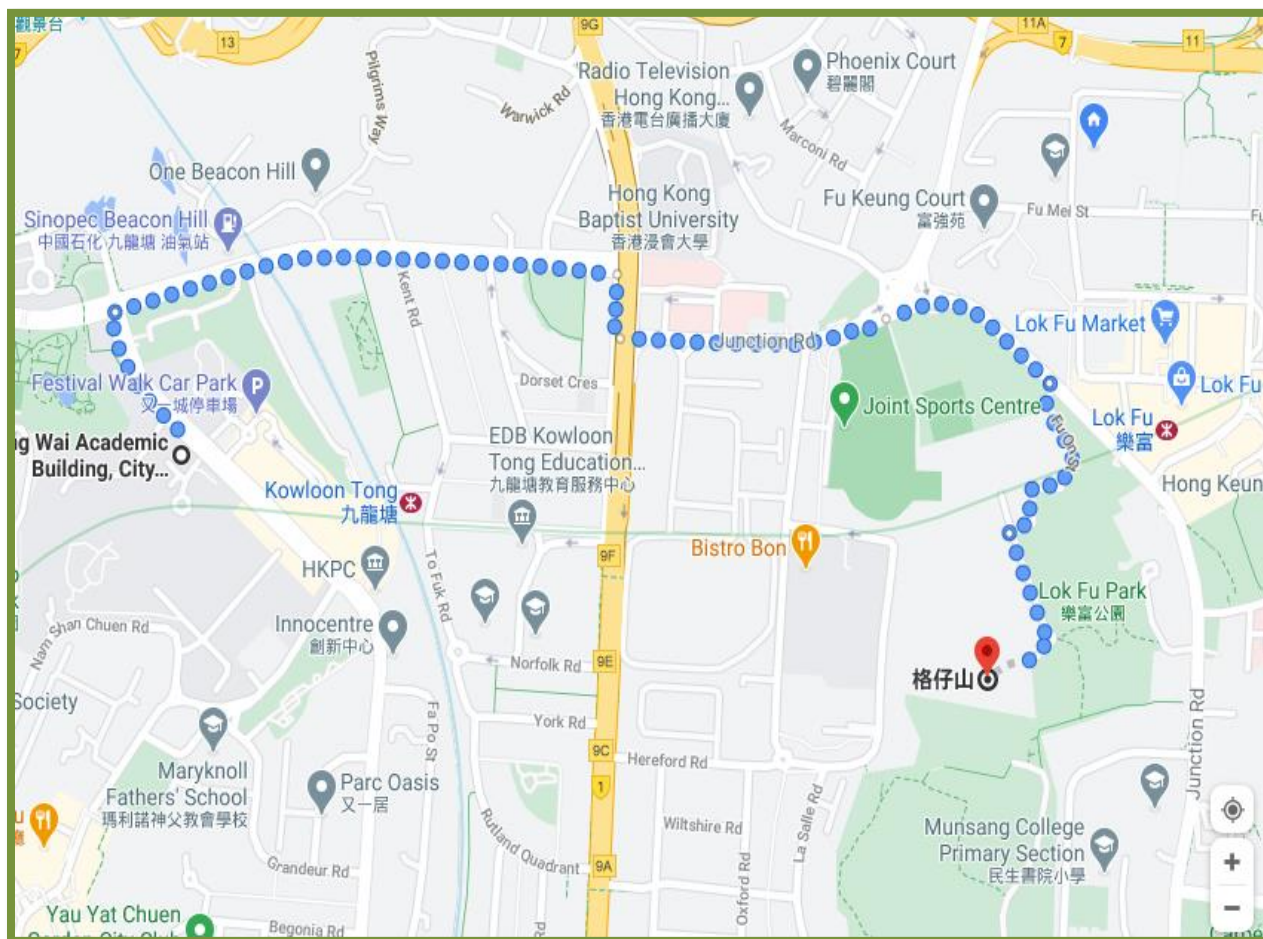 觀景台
13
7
9G
11A
7
11
Pilgrims Way
Warwick Rd
Radio Television
Hong Kong...
香港電台廣播大廈
Phoenix Court
碧麗閣
Marconi Rd
One Beacon Hill
Hong Kong
Baptist University
香港浸會大學
Fu Keung Court
富強苑
Fu Mei St
Sinopec Beacon Hill
中國石化 九龍塘 油氣站
Kent Rd
Junction Rd
Lok Fu Market
Festival Walk Car Park
又一城停車場
Dorset Cres
Joint Sports Centre
Lok Fu
Lok Fu
樂富
Fu On St
ng Wai Academic
Building, City...
EDB Kowloon
Tong Education...
九龍塘教育服務中心
Kowloon Tong
九龍塘
Hong Keun
Bistro Bon
9F
HKPC
To Fuk Rd
Lok Fu Park
樂富公園
Innocentre
創新中心
Nam Shan Chuen Rd
Norfolk Rd
9E
格仔山
Society
Fa Po St
York Rd
9C
Hereford Rd
1
Junction Rd
Maryknoll
Fathers' School
瑪利諾神父教會學校
Parc Oasis
又一居
Rutland Quadrant
Wiltshire Rd
La Salle Rd
Oxford Rd
Munsang College
Primary Section
民生書院小學
Grandeur Rd
9A
Yau Yat Chuen
Begonia Rd